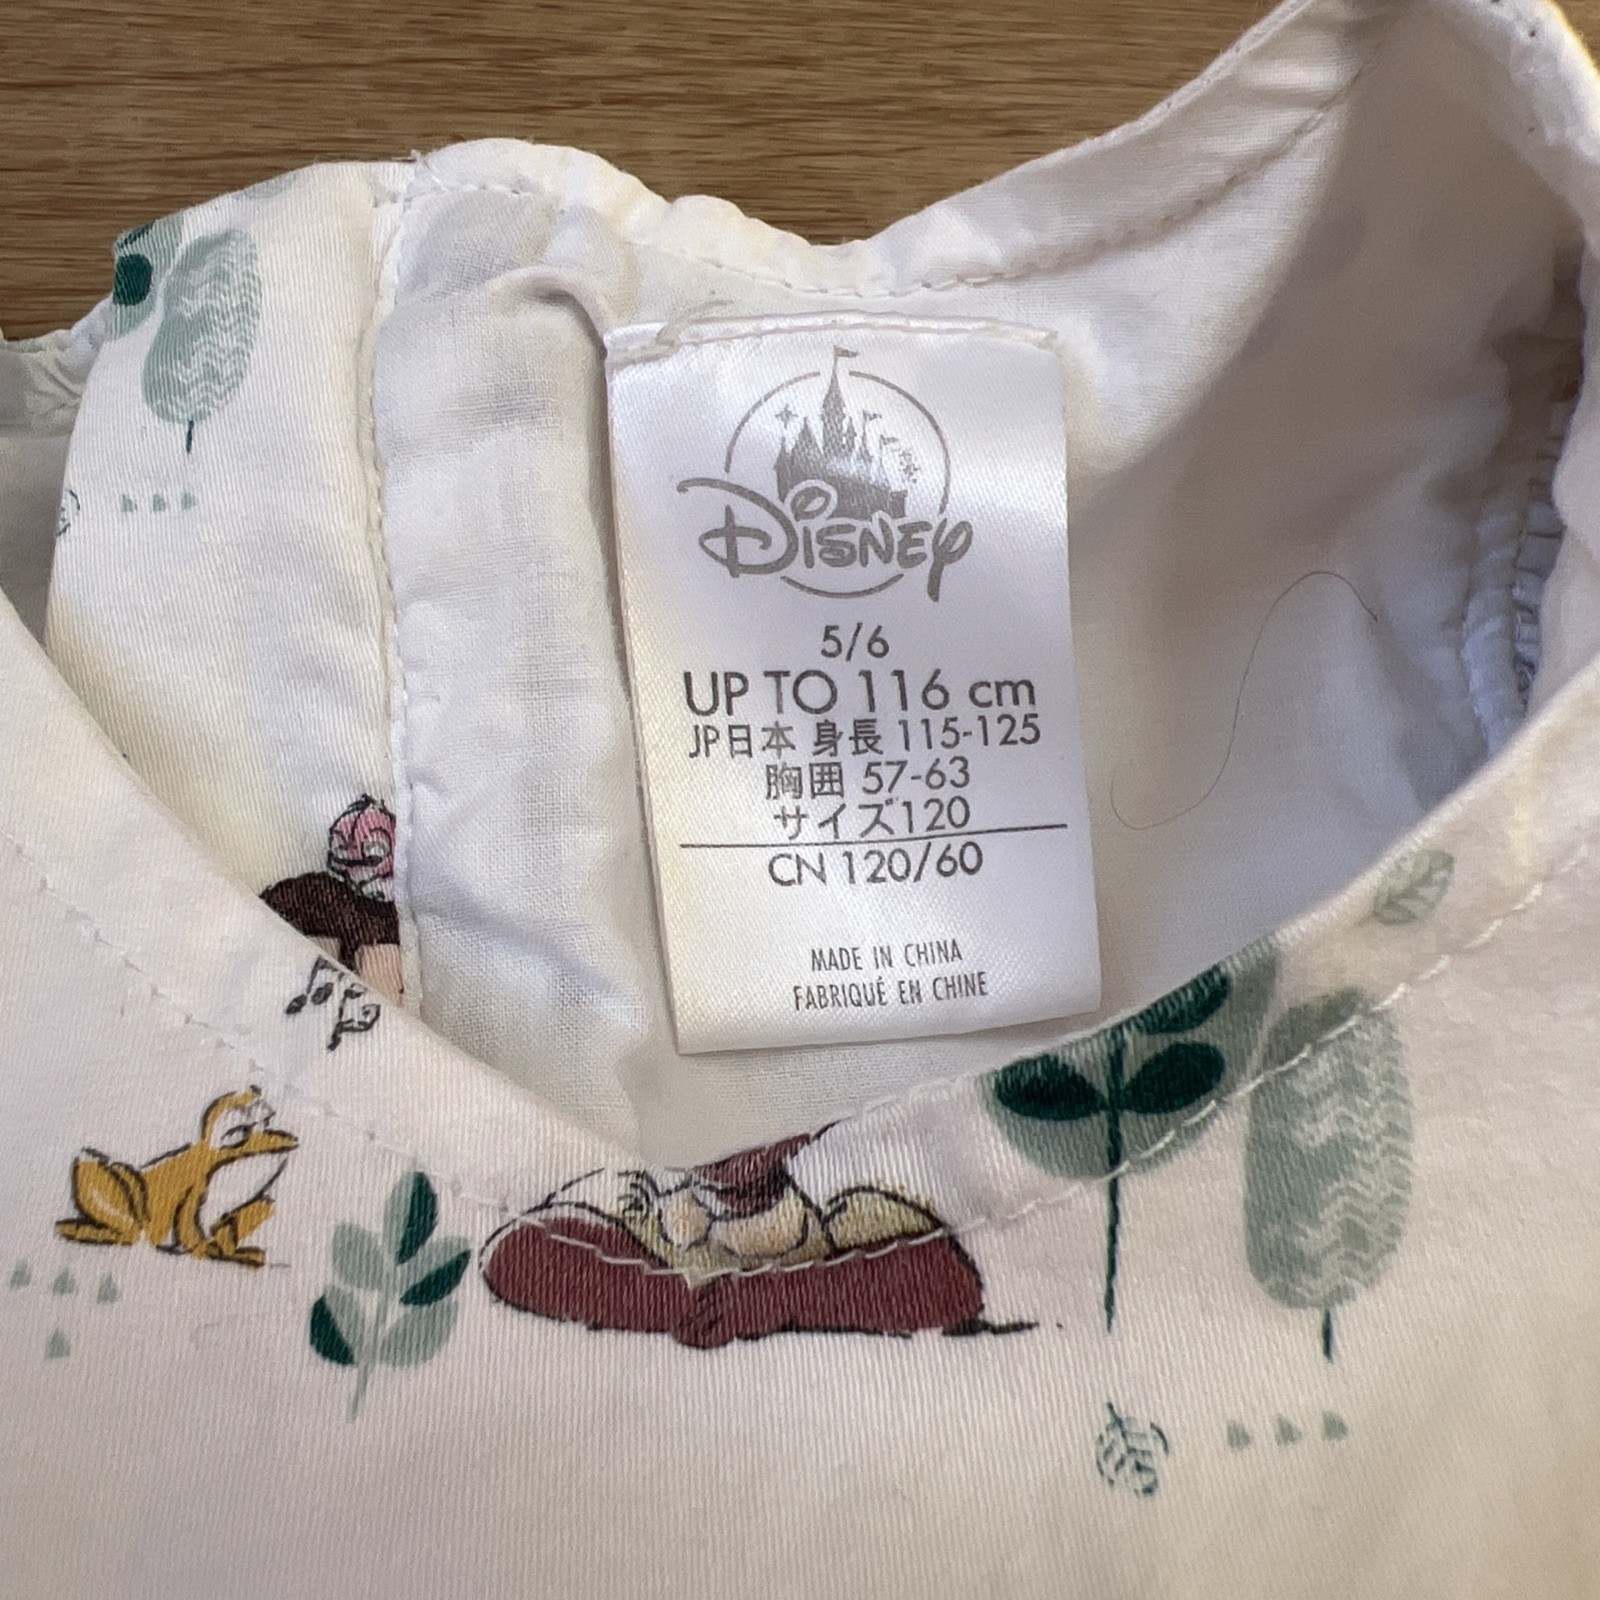 Disney
5/6
UP TO 116 cm
JP日本 身長 115-125
胸囲 57-63
サイズ120
CN 120/60
MADE IN CHINA
FABRIQUÉ EN CHINE